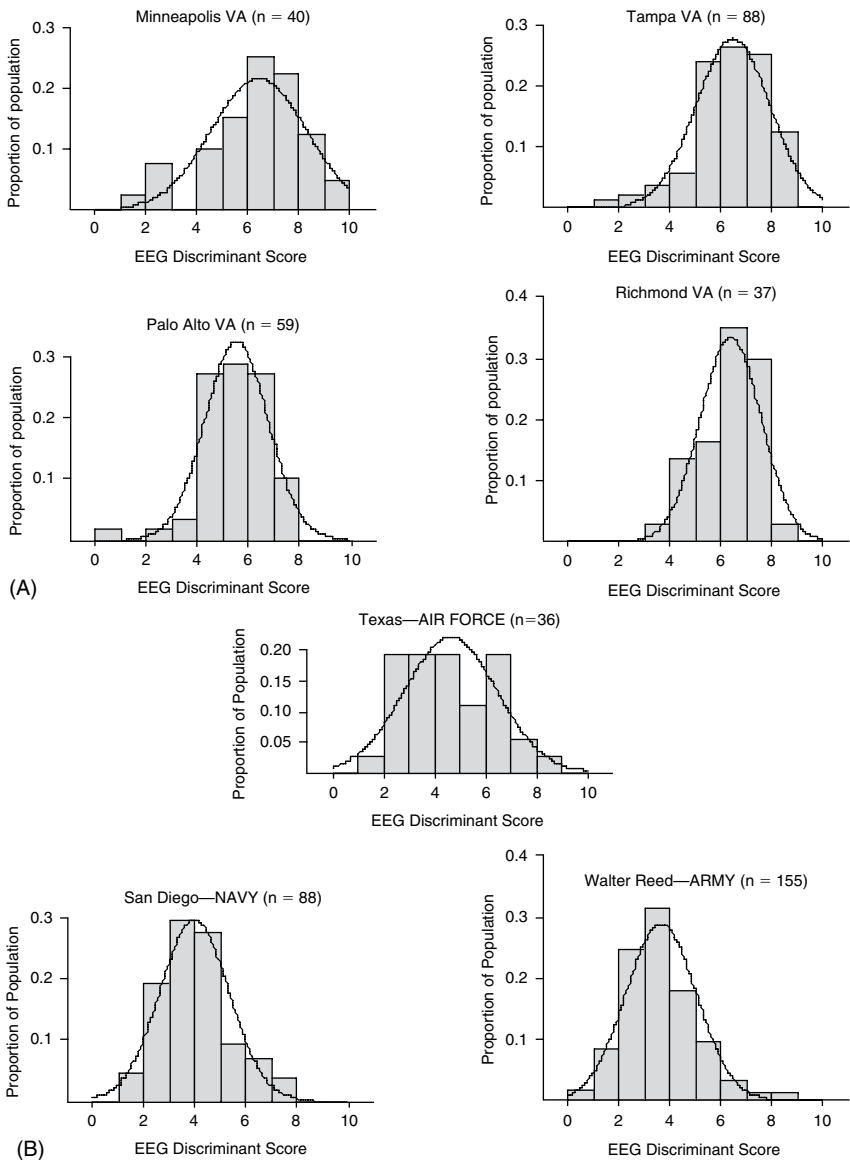 Minneapolis VA (n = 40)
Proportion of population
0.3
0.2
0.1
0 2 4 6 8 10
EEG Discriminant Score
Tampa VA (n = 88)
Proportion of population
0.3
0.2
0.1
0 2 4 6 8 10
EEG Discriminant Score
Palo Alto VA (n = 59)
Proportion of population
0.3
0.2
0.1
0 2 4 6 8 10
EEG Discriminant Score
Richmond VA (n = 37)
Proportion of population
0.4
0.3
0.2
0.1
0 2 4 6 8 10
EEG Discriminant Score
(A)
Texas—AIR FORCE (n=36)
Proportion of Population
0.20
0.15
0.10
0.05
0 2 4 6 8 10
EEG Discriminant Score
San Diego—NAVY (n = 88)
Proportion of Population
0.3
0.2
0.1
0 2 4 6 8 10
EEG Discriminant Score
Walter Reed—ARMY (n = 155)
Proportion of Population
0.4
0.3
0.2
0.1
0 2 4 6 8 10
EEG Discriminant Score
(B)